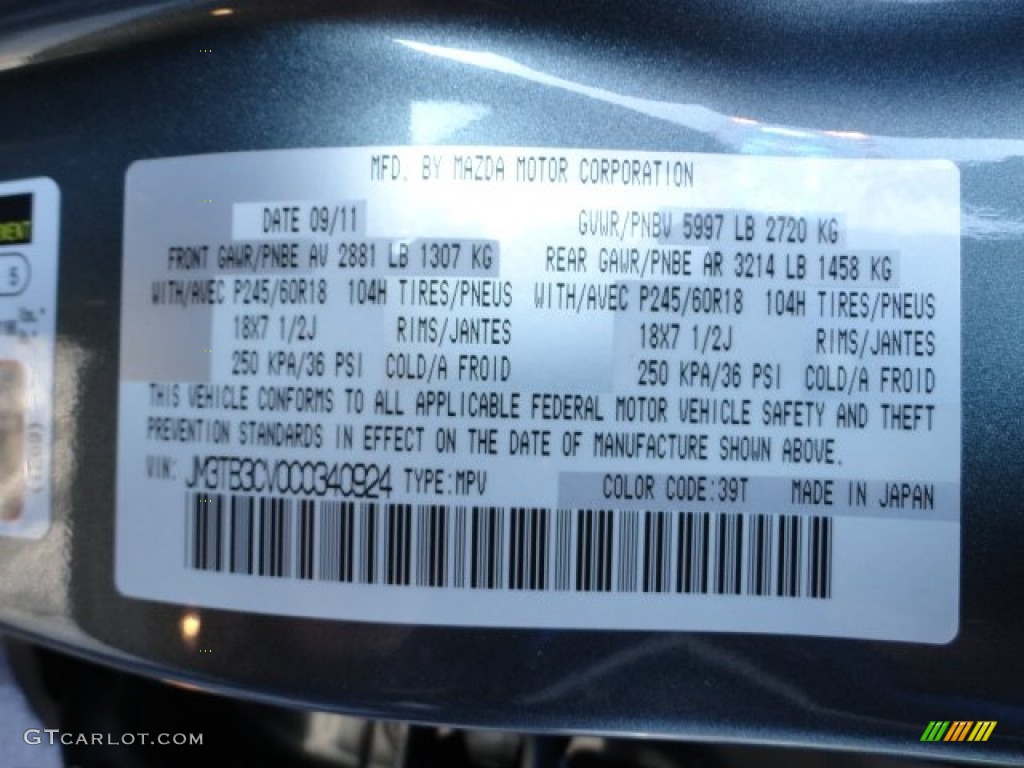 MFD. BY MAZDA MOTOR CORPORATION
DATE 09/11 GVWR/PNBV 5997 LB 2720 KG
FRONT GAWR/PNBE AV 2881 LB 1307 KG REAR GAWR/PNBE AR 3214 LB 1458 KG
WITH/AVEC P245/60R18 104H TIRES/PNEUS WITH/AVEC P245/60R18 104H TIRES/PNEUS
18X7 1/2J RIMS/JANTES 18X7 1/2J RIMS/JANTES
250 KPA/36 PSI COLD/A FROID 250 KPA/36 PSI COLD/A FROID
THIS VEHICLE CONFORMS TO ALL APPLICABLE FEDERAL MOTOR VEHICLE SAFETY AND THEFT
PREVENTION STANDARDS IN EFFECT ON THE DATE OF MANUFACTURE SHOWN ABOVE.
VIN: JM3TB3CV000340924 TYPE:MPV COLOR CODE:39T MADE IN JAPAN
5
GTCARLOT.COM